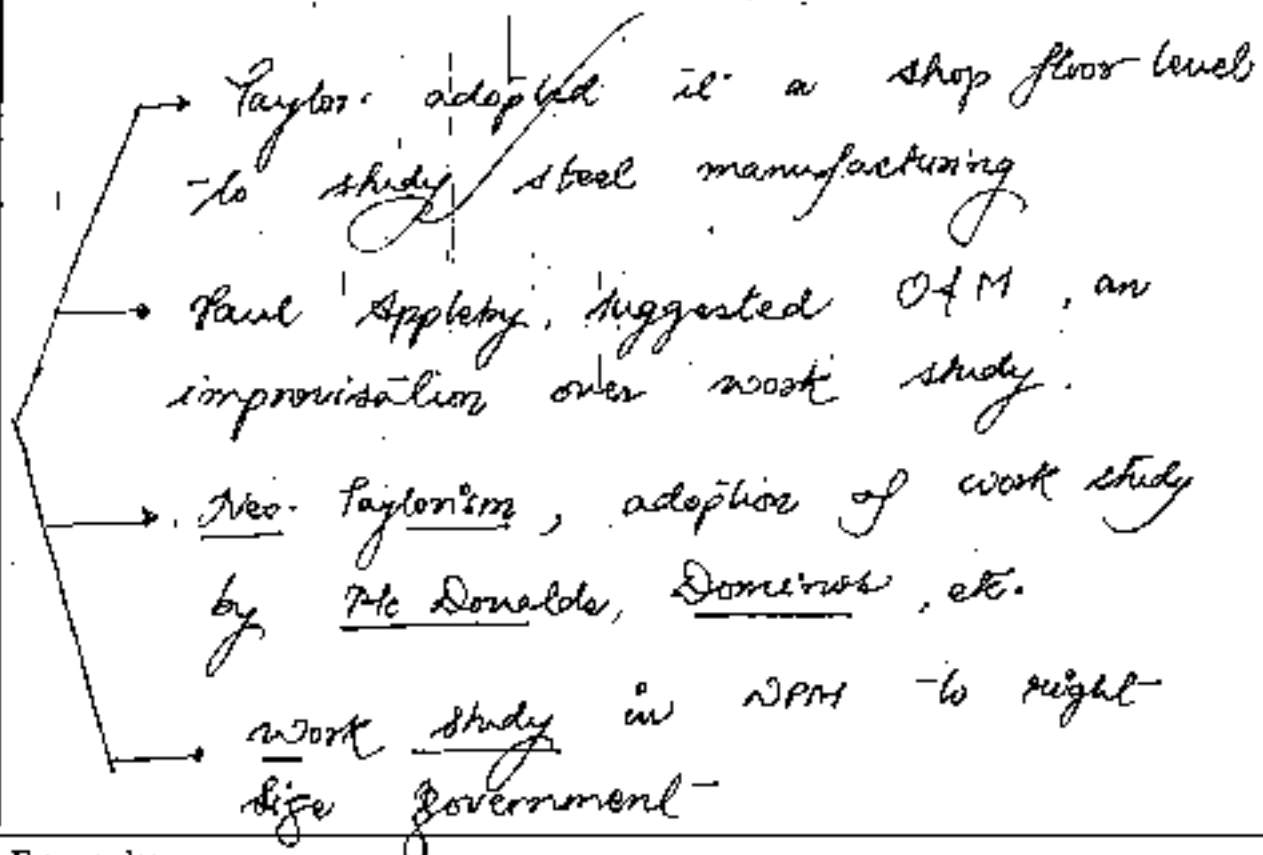 Taylor adopted it a shop floor level
to study steel manufacturing
Paul Appleby, suggested O&M, an
improvisation over work study.
Neo-Taylorism, adoption of work study
by Mc Donalds, Dominos, etc.
Work study in NPM to right
size government